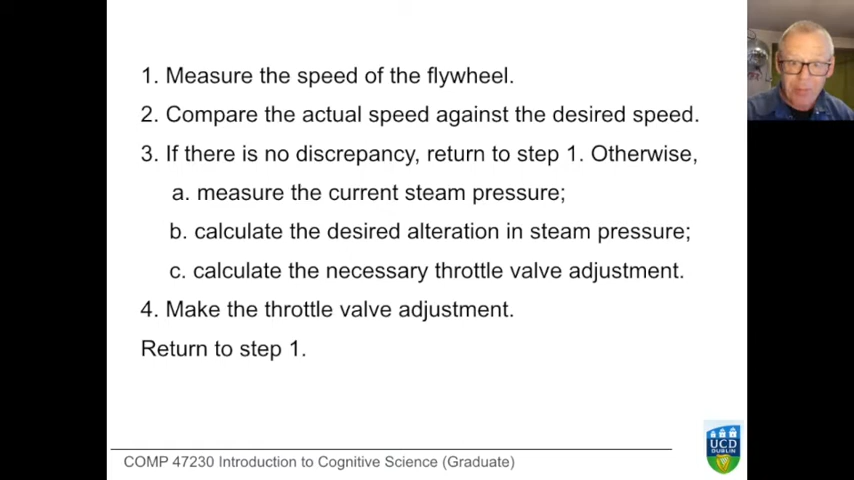 1. Measure the speed of the flywheel.
2. Compare the actual speed against the desired speed.
3. If there is no discrepancy, return to step 1. Otherwise,
a. measure the current steam pressure;
b. calculate the desired alteration in steam pressure;
c. calculate the necessary throttle valve adjustment.
4. Make the throttle valve adjustment.
Return to step 1.
COMP 47230 Introduction to Cognitive Science (Graduate)
UCD
DUBLIN